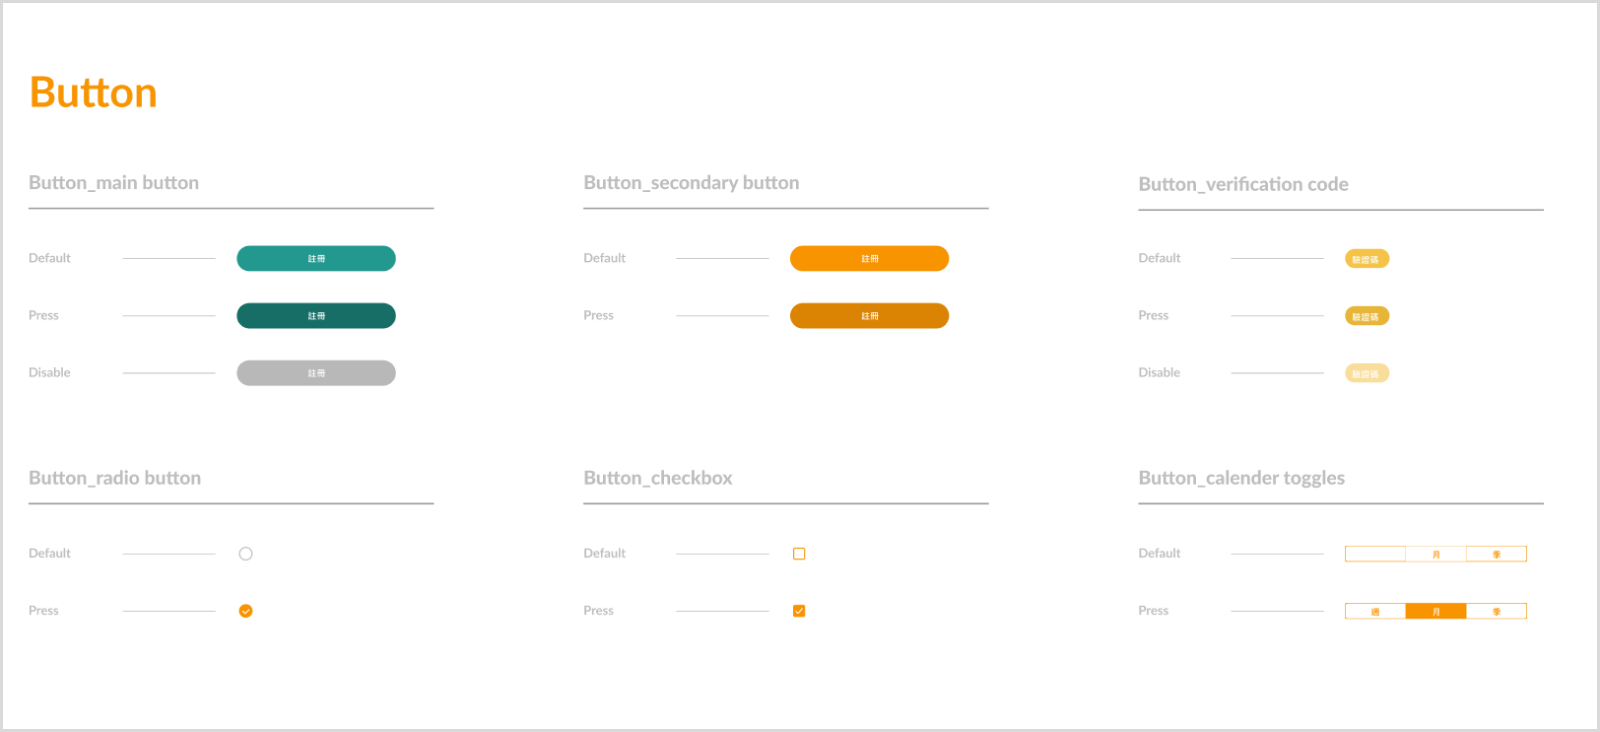 Button
Button_main button
Default
註冊
Press
註冊
Disable
註冊
Button_secondary button
Default
註冊
Press
註冊
Button_verification code
Default
驗證碼
Press
驗證碼
Disable
驗證碼
Button_radio button
Default
Press
Button_checkbox
Default
Press
Button_calender toggles
Default
月 季
Press
週 月 季